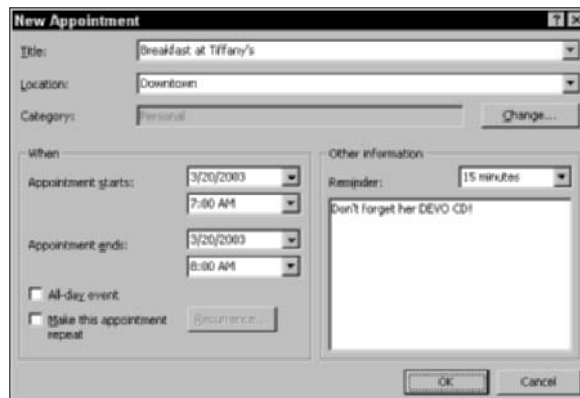 New Appointment
Title: Breakfast at Tiffany's
Location: Downtown
Category: Personal Change...
When
Appointment starts: 3/20/2003
7:00 AM
Appointment ends: 3/20/2003
8:00 AM
All-day event
Make this appointment
repeat
Recurrence...
Other information
Reminder: 15 minutes
Don't forget her DEVO CD!
OK Cancel